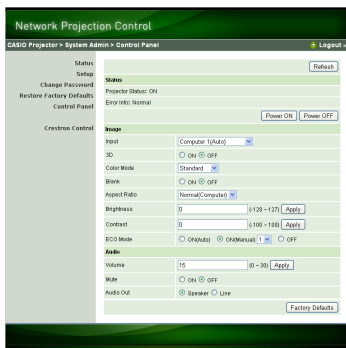 Network Projection Control
CASIO Projector > System Admin > Control Panel
Logout »
Status
Setup
Change Password
Restore Factory Defaults
Control Panel
Crestron Control
Refresh
Status
Projector Status: ON
Error Info: Normal
Power ON Power OFF
Image
Input Computer 1(Auto)
3D ON OFF
Color Mode Standard
Blank ON OFF
Aspect Ratio Normal(Computer)
Brightness 0 (-128 ~ 127) Apply
Contrast 0 (-100 ~ 100) Apply
ECO Mode ON(Auto) ON(Manual) 1 OFF
Audio
Volume 15 (0 ~ 30) Apply
Mute ON OFF
Audio Out Speaker Line
Factory Defaults